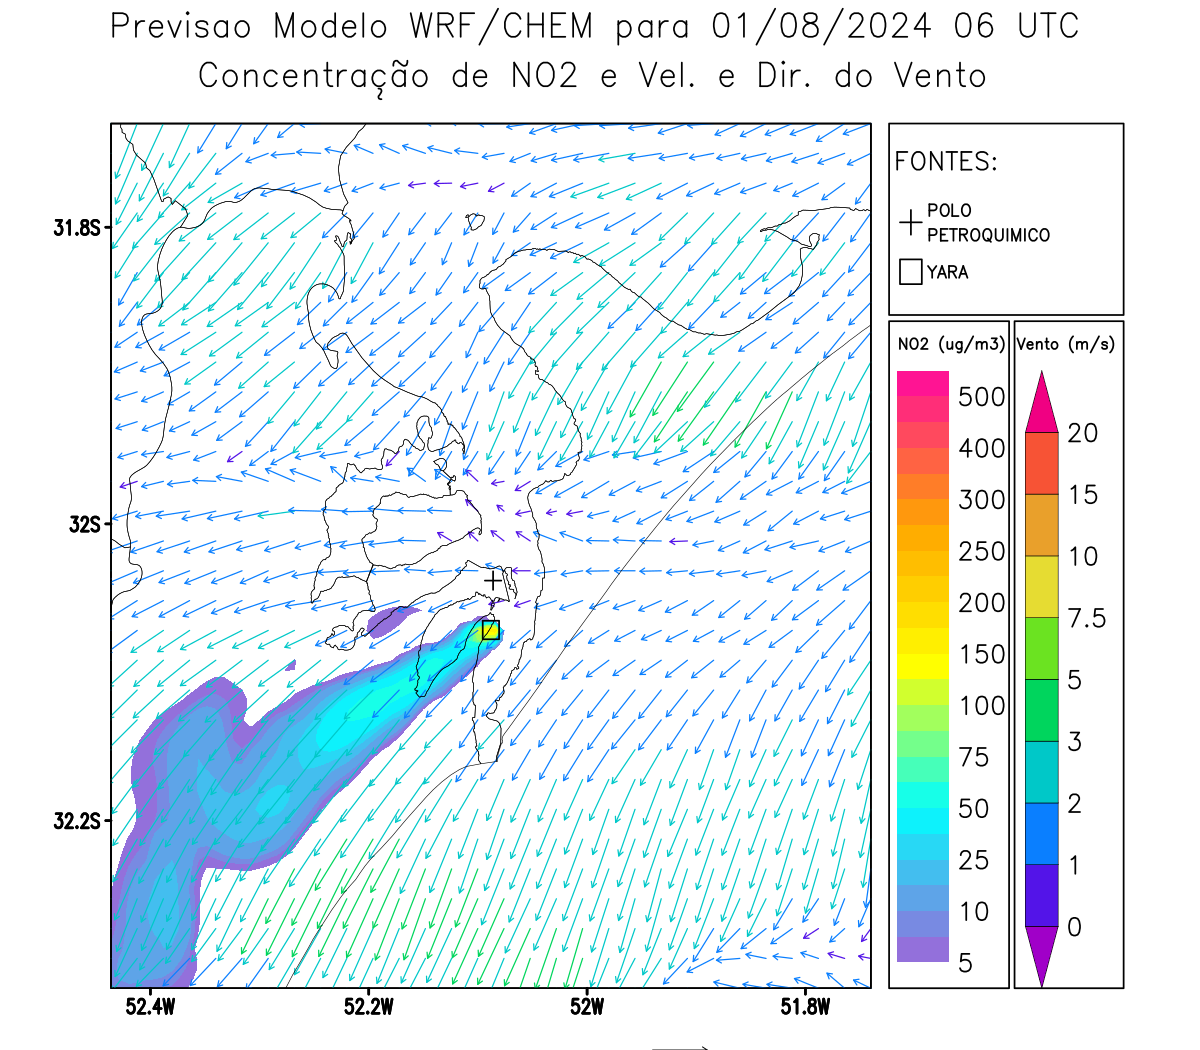 Previsao Modelo WRF/CHEM para 01/08/2024 06 UTC
Concentração de NO2 e Vel. e Dir. do Vento
FONTES:
POLO
PETROQUIMICO
YARA
NO2 (ug/m3)
500
400
300
250
200
150
100
75
50
25
10
5
Vento (m/s)
20
15
10
7.5
5
3
2
1
0
31.8S
32S
32.2S
52.4W
52.2W
52W
51.8W